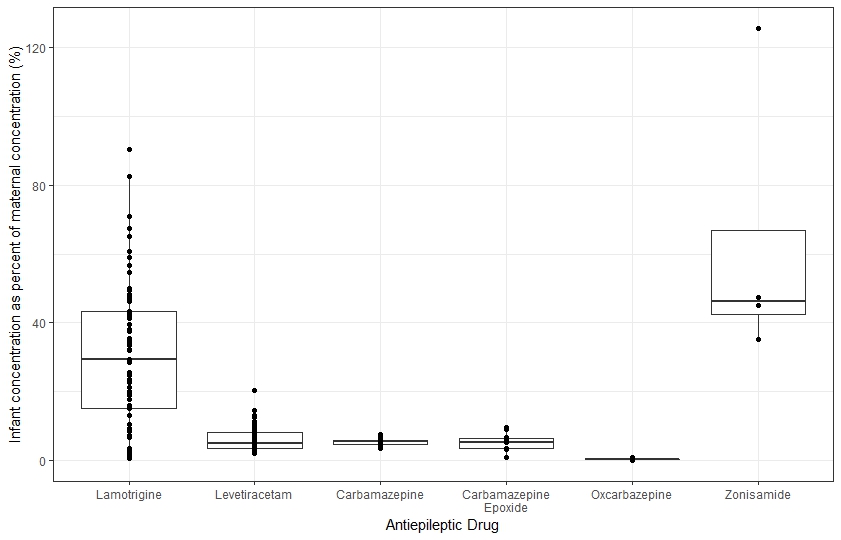 Infant concentration as percent of maternal concentration (%)
120
80
40
0
Lamotrigine
Levetiracetam
Carbamazepine
Carbamazepine
Epoxide
Oxcarbazepine
Zonisamide
Antiepileptic Drug